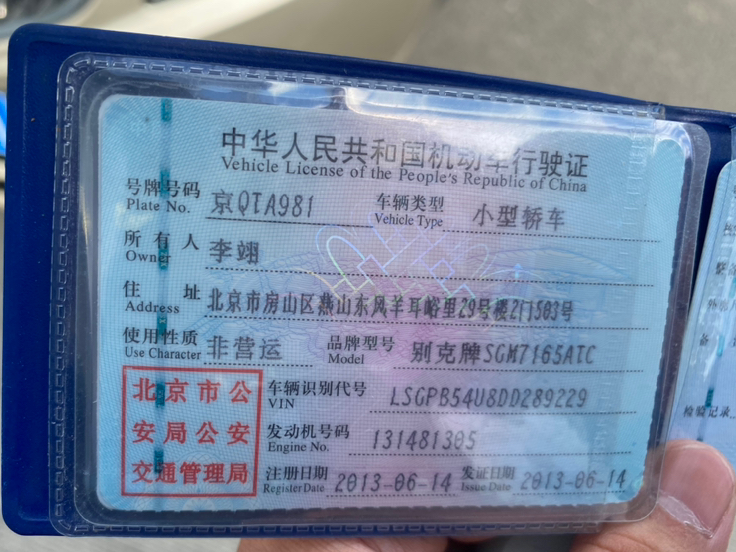 中华人民共和国机动车行驶证
Vehicle License of the People's Republic of China
号牌号码 京QTA981 车辆类型 小型轿车
Plate No. Vehicle Type
所有人 李翊
Owner
住址 北京市房山区燕山东风羊耳峪里29号楼2门503号
Address
使用性质 非营运 品牌型号 别克牌SGM7165ATC
Use Character Model
北京市公
安局公安
交通管理局
车辆识别代号 LSGPB54U8DD289229
VIN
发动机号码 131481305
Engine No.
注册日期 2013-06-14 发证日期 2013-06-14
Register Date Issue Date
检验记录